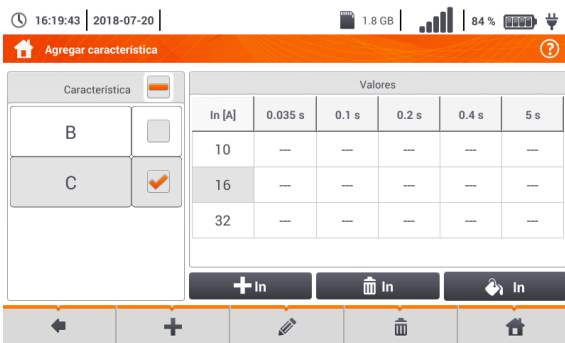 16:19:43 2018-07-20 1.8 GB 84 %
Agregar característica ?
Característica
B
C
Valores
In [A] 0.035 s 0.1 s 0.2 s 0.4 s 5 s
10 --- --- --- --- ---
16 --- --- --- --- ---
32 --- --- --- --- ---
+ In In In